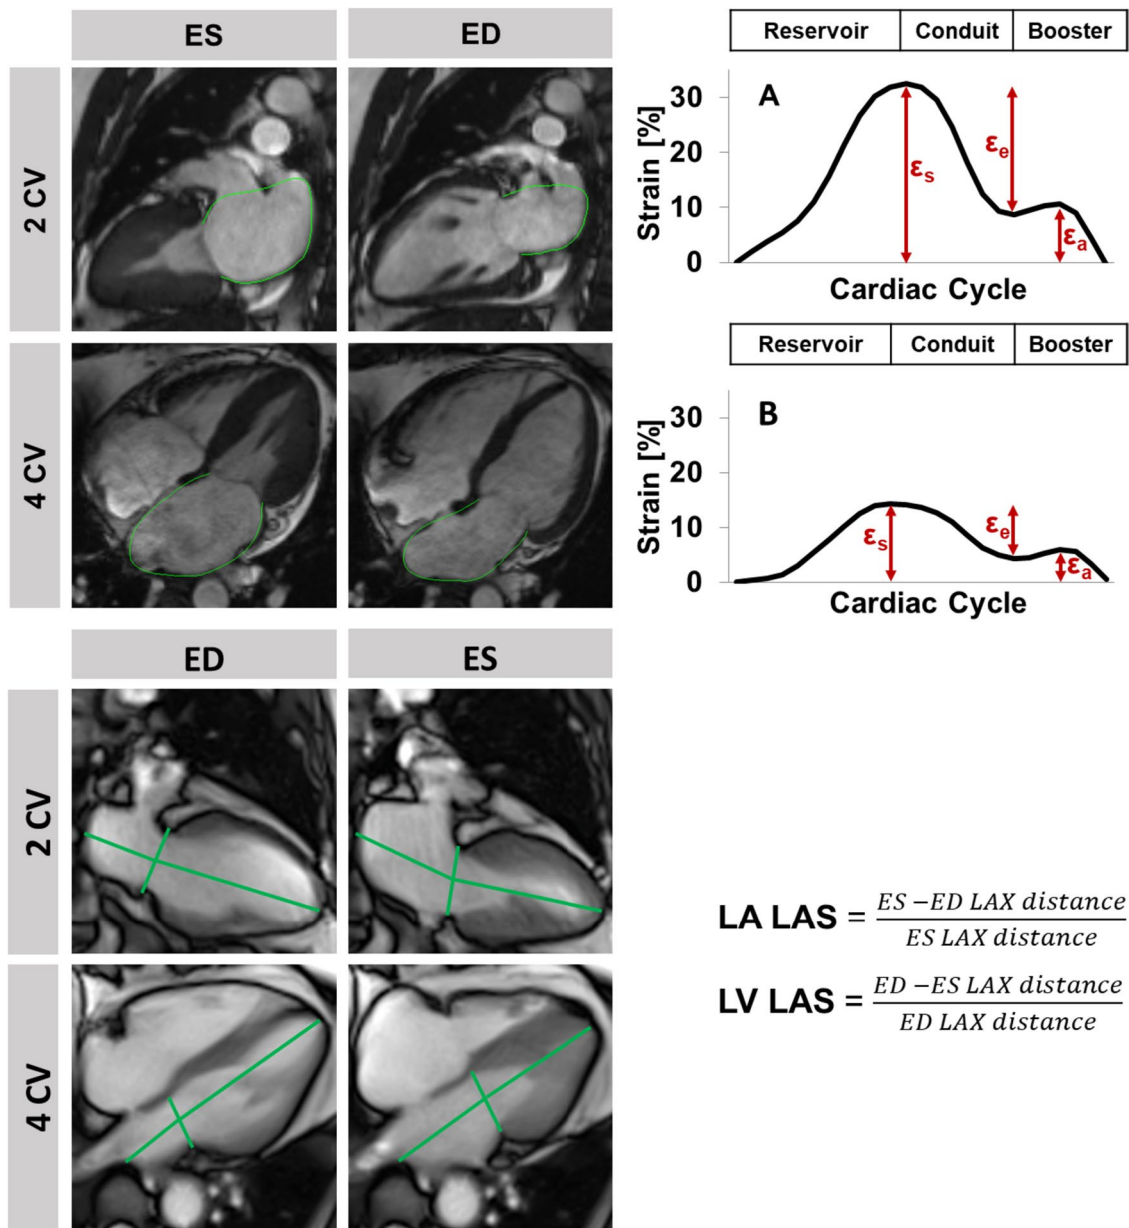 ES ED
2 CV
4 CV
Reservoir Conduit Booster
A
Strain [%]
30
20
10
0
εs
εe
εa
Cardiac Cycle
Reservoir Conduit Booster
B
Strain [%]
30
20
10
0
εs
εe
εa
Cardiac Cycle
ED ES
2 CV
4 CV
LA LAS = ES –ED LAX distance
ES LAX distance
LV LAS = ED –ES LAX distance
ED LAX distance